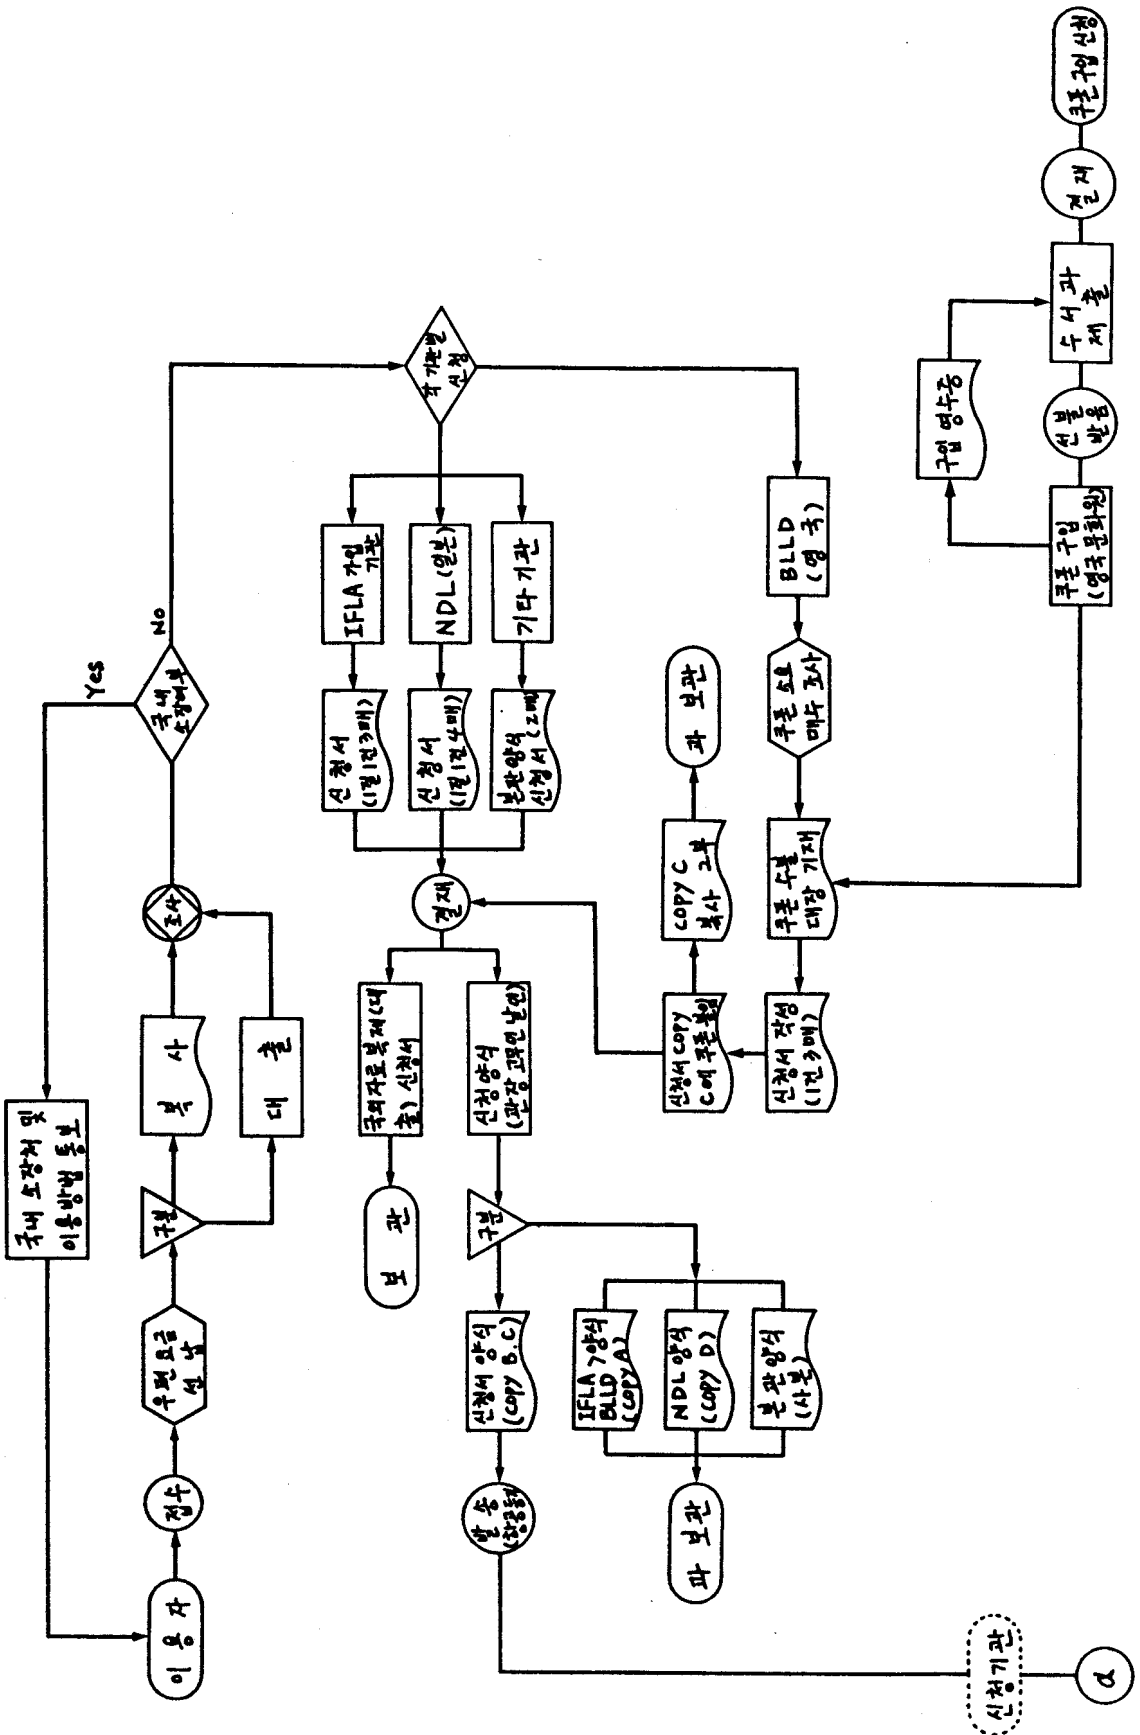 국내 소장처 및
이용방법 통보
이 용 자
접수
우편요금
선 납
구분
복 사
대 출
조사
국 내
소장여부
Yes
No
각 기관별
신 청
IFLA 가입
기관
NDL (일본)
기타 기관
신 청 서
(1건 1건 3매)
신 청 서
(1건 1건 4매)
본관 양식
신청서 (2매)
결재
국외자료복제(대
출) 신청서
보 관
신청 양식
(관장 고무인 날인)
구분
신청서 양식
(COPY B.C)
발 송
(항공등기)
IFLA > 양식
BLLD
(COPY A)
NDL 양식
(COPY D)
본 관 양식
(사본)
과 보관
신청기관
α
BLLD
(영 국)
쿠폰 소요
매수 조사
쿠폰 수불
대장 기재
신청서 작성
(1건 3매)
신청서 COPY
C에 쿠폰 붙임
COPY C
복사 2부
과 보관
쿠폰구입 신청
결 재
수 서 과
제 출
선 불
받 음
쿠폰 구입
(영국 문화원)
구입 영수증